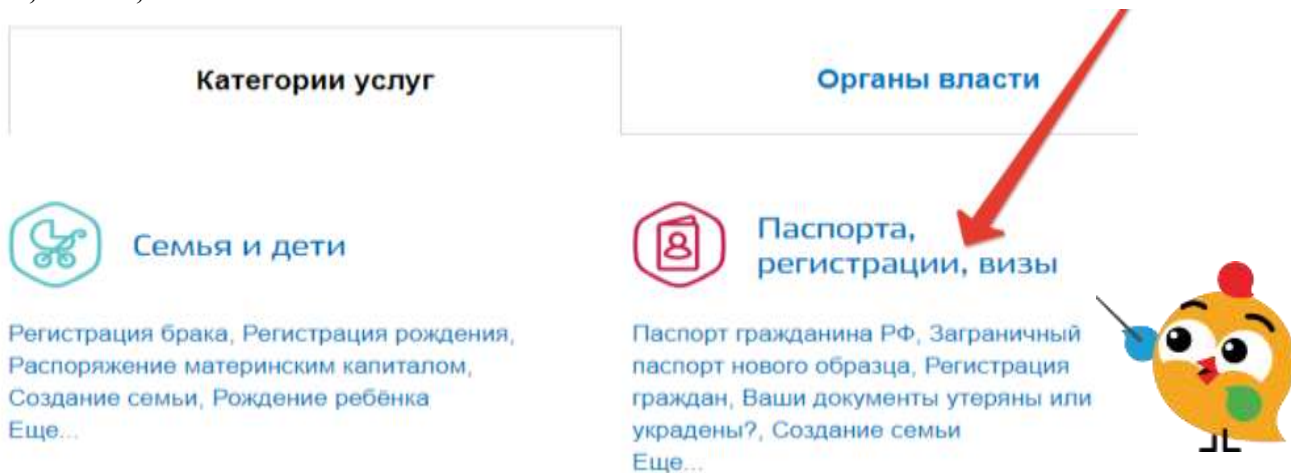 Категории услуг
Органы власти
Семья и дети
Регистрация брака, Регистрация рождения,
Распоряжение материнским капиталом,
Создание семьи, Рождение ребёнка
Еще...
Паспорта,
регистрации, визы
Паспорт гражданина РФ, Заграничный
паспорт нового образца, Регистрация
граждан, Ваши документы утеряны или
украдены?, Создание семьи
Еще...